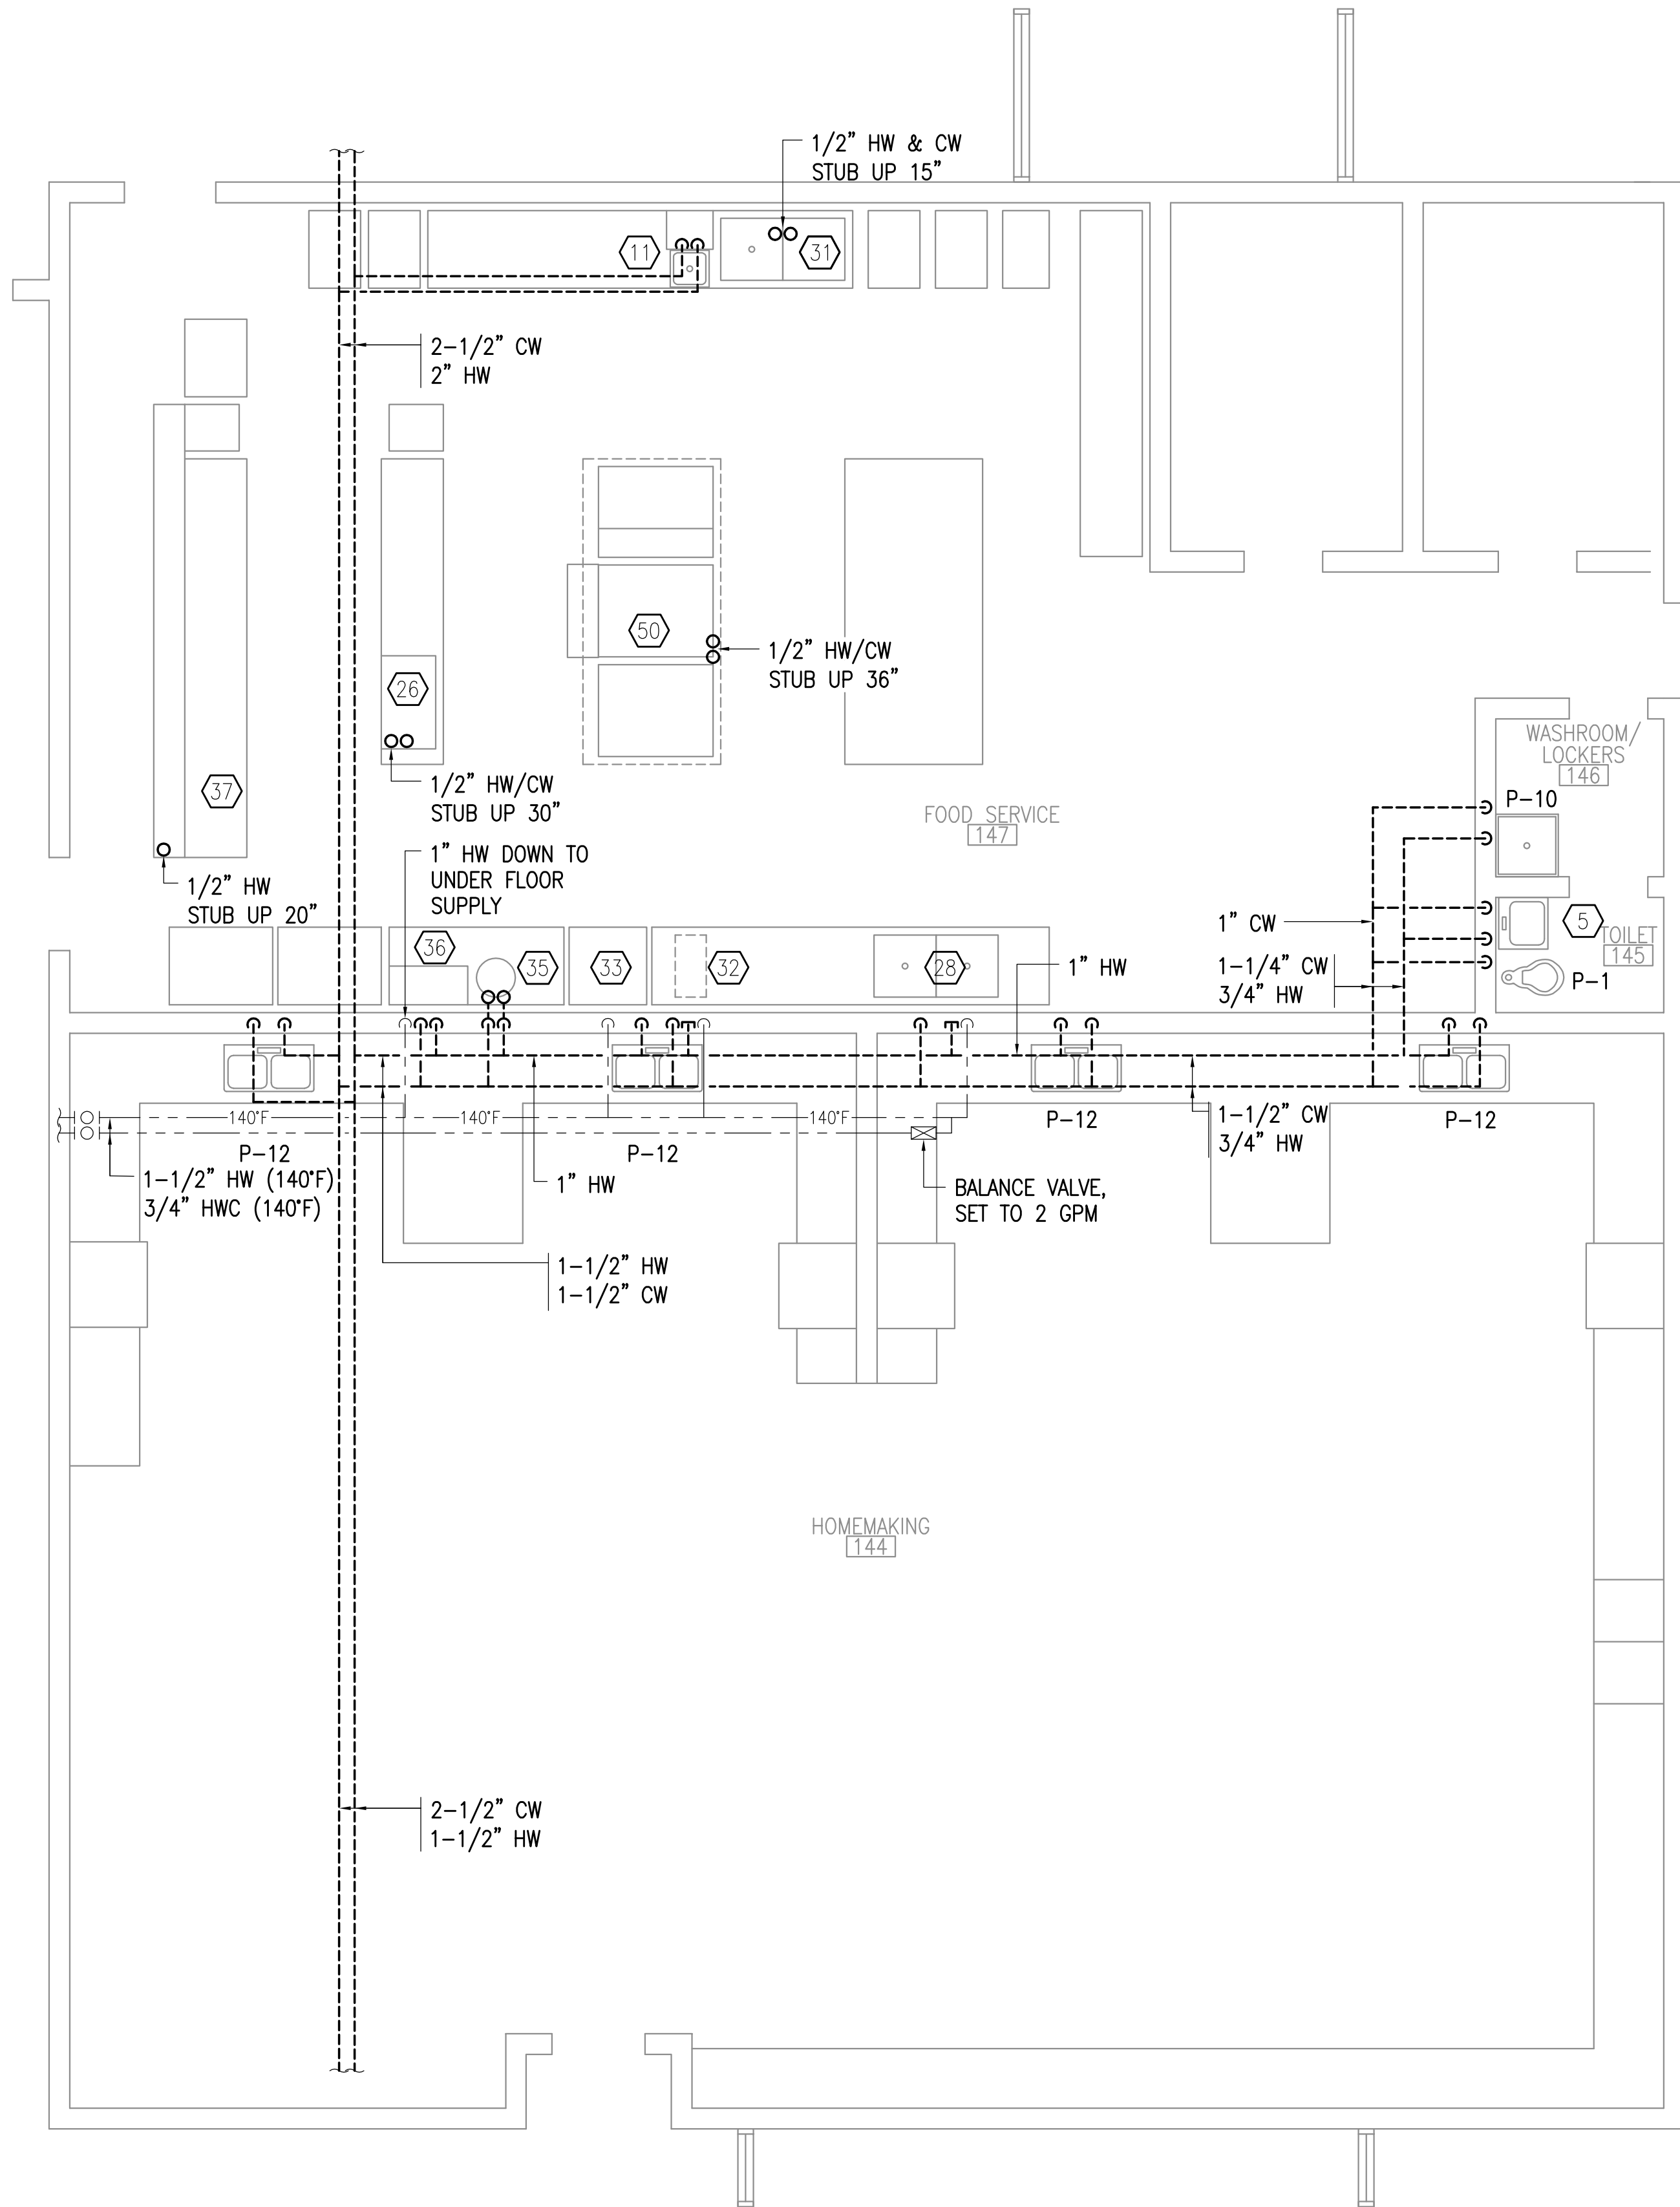 1/2” HW & CW
STUB UP 15”
11
31
2-1/2” CW
2” HW
50
1/2” HW/CW
STUB UP 36”
26
37
1/2” HW/CW
STUB UP 30”
WASHROOM/
LOCKERS
146
P-10
FOOD SERVICE
147
1” HW DOWN TO
UNDER FLOOR
SUPPLY
1/2” HW
STUB UP 20”
36
35
33
32
28
1” HW
1” CW
1-1/4” CW
3/4” HW
5
TOILET
145
P-1
140°F
140°F
140°F
P-12
P-12
P-12
P-12
1-1/2” CW
3/4” HW
1-1/2” HW (140°F)
3/4” HWC (140°F)
1” HW
BALANCE VALVE,
SET TO 2 GPM
1-1/2” HW
1-1/2” CW
HOMEMAKING
144
2-1/2” CW
1-1/2” HW